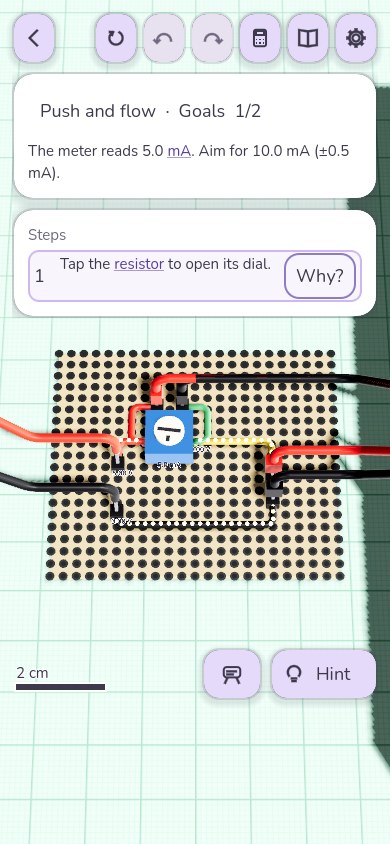 Push and flow · Goals 1/2
The meter reads 5.0 mA. Aim for 10.0 mA (±0.5
mA).
Steps
1 Tap the resistor to open its dial. Why?
2 cm
Hint